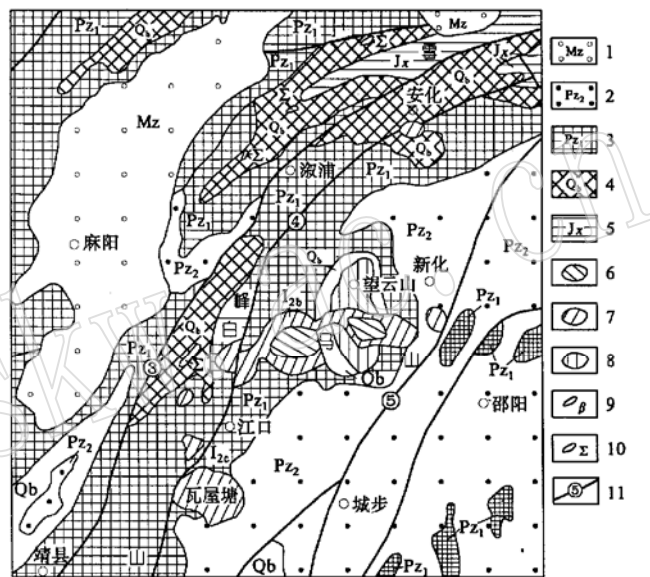 Pz₁
Qb
Σ
Mz
Mz 1
Pz₂ 2
Pz₁ 3
Qb 4
Jx 5
6
7
8
β 9
Σ 10
⑤ 11
Pz₁
雪
Jx
Jx
Σ
Qb
Qb
安化
Qb
Mz
Σ
溆浦
Pz₁
Pz₁
Pz₁
④
麻阳
Pz₂
Pz₂
Pz₂
新化
Qb
望云山
峰
I₂b
白
白
山
Qb
Pz₁
Pz₁
Pz₁
③
Qb
Σ
Pz₁
⑤
邵阳
江口
Pz₂
Pz₂
I₂c
瓦屋塘
城步
Qb
Pz₁
Pz₁
Qb
山
靖县